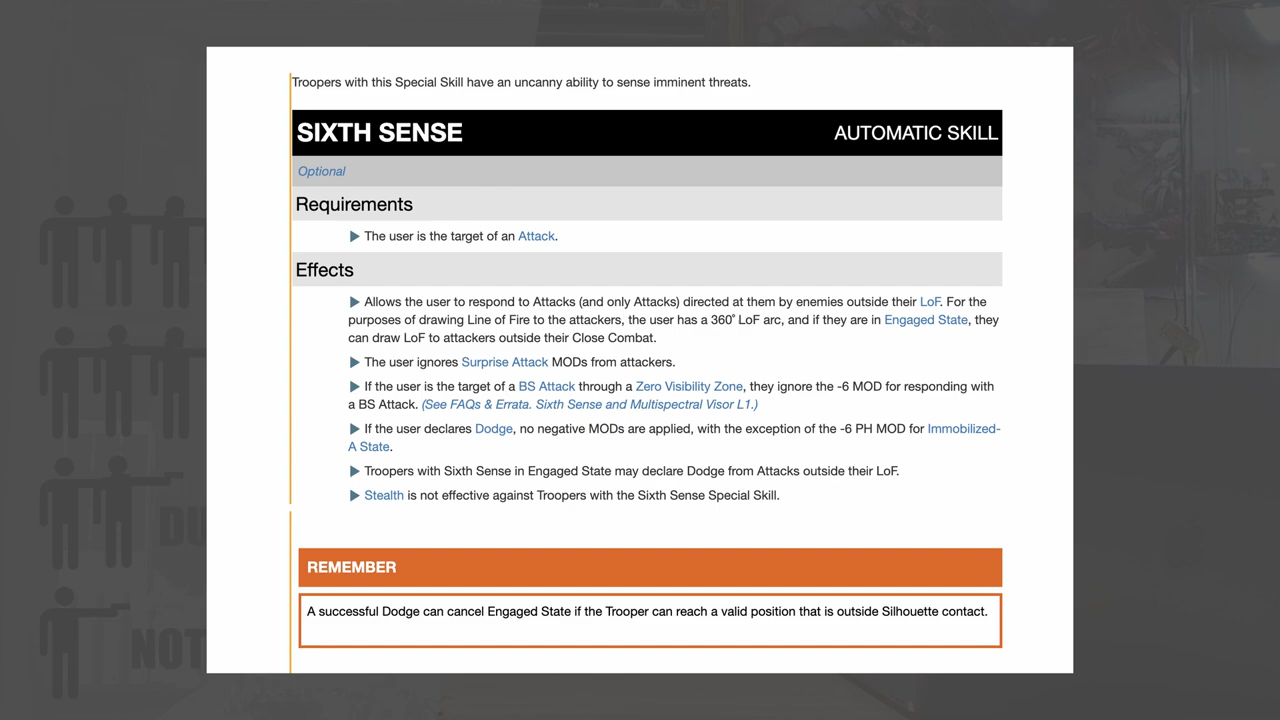 Troopers with this Special Skill have an uncanny ability to sense imminent threats.
SIXTH SENSE
AUTOMATIC SKILL
Optional
Requirements
The user is the target of an Attack.
Effects
Allows the user to respond to Attacks (and only Attacks) directed at them by enemies outside their LoF. For the
purposes of drawing Line of Fire to the attackers, the user has a 360° LoF arc, and if they are in Engaged State, they
can draw LoF to attackers outside their Close Combat.
The user ignores Surprise Attack MODs from attackers.
If the user is the target of a BS Attack through a Zero Visibility Zone, they ignore the -6 MOD for responding with
a BS Attack. (See FAQs & Errata. Sixth Sense and Multispectral Visor L1.)
If the user declares Dodge, no negative MODs are applied, with the exception of the -6 PH MOD for Immobilized-
A State.
Troopers with Sixth Sense in Engaged State may declare Dodge from Attacks outside their LoF.
Stealth is not effective against Troopers with the Sixth Sense Special Skill.
DU
REMEMBER
A successful Dodge can cancel Engaged State if the Trooper can reach a valid position that is outside Silhouette contact.
NOT